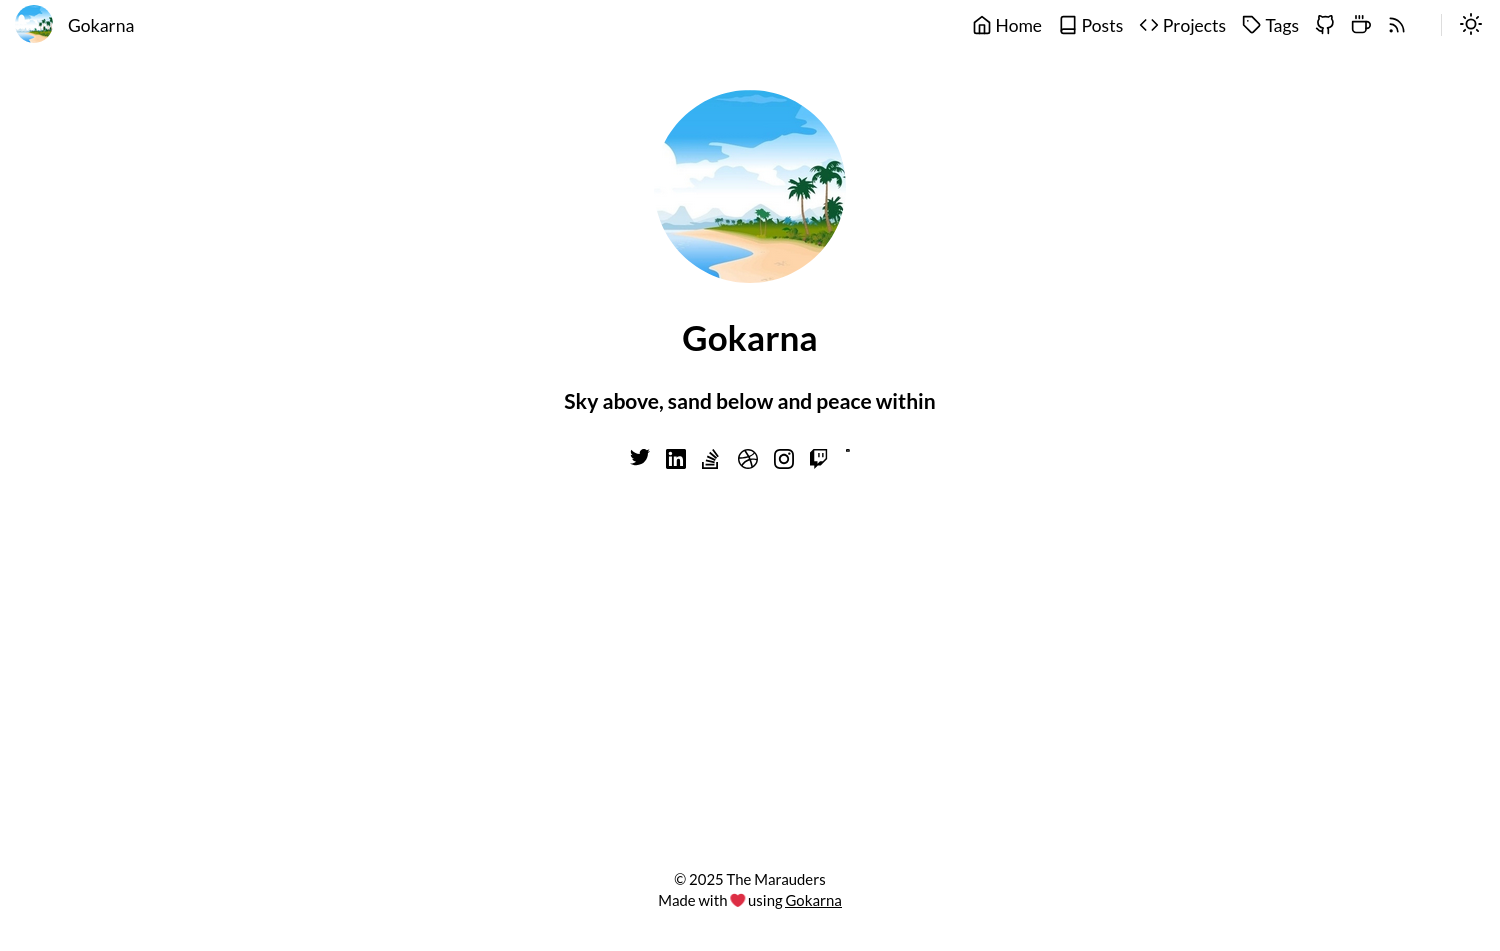 Gokarna
Home
Posts
Projects
Tags
Gokarna
Sky above, sand below and peace within
© 2025 The Marauders
Made with ❤️ using Gokarna